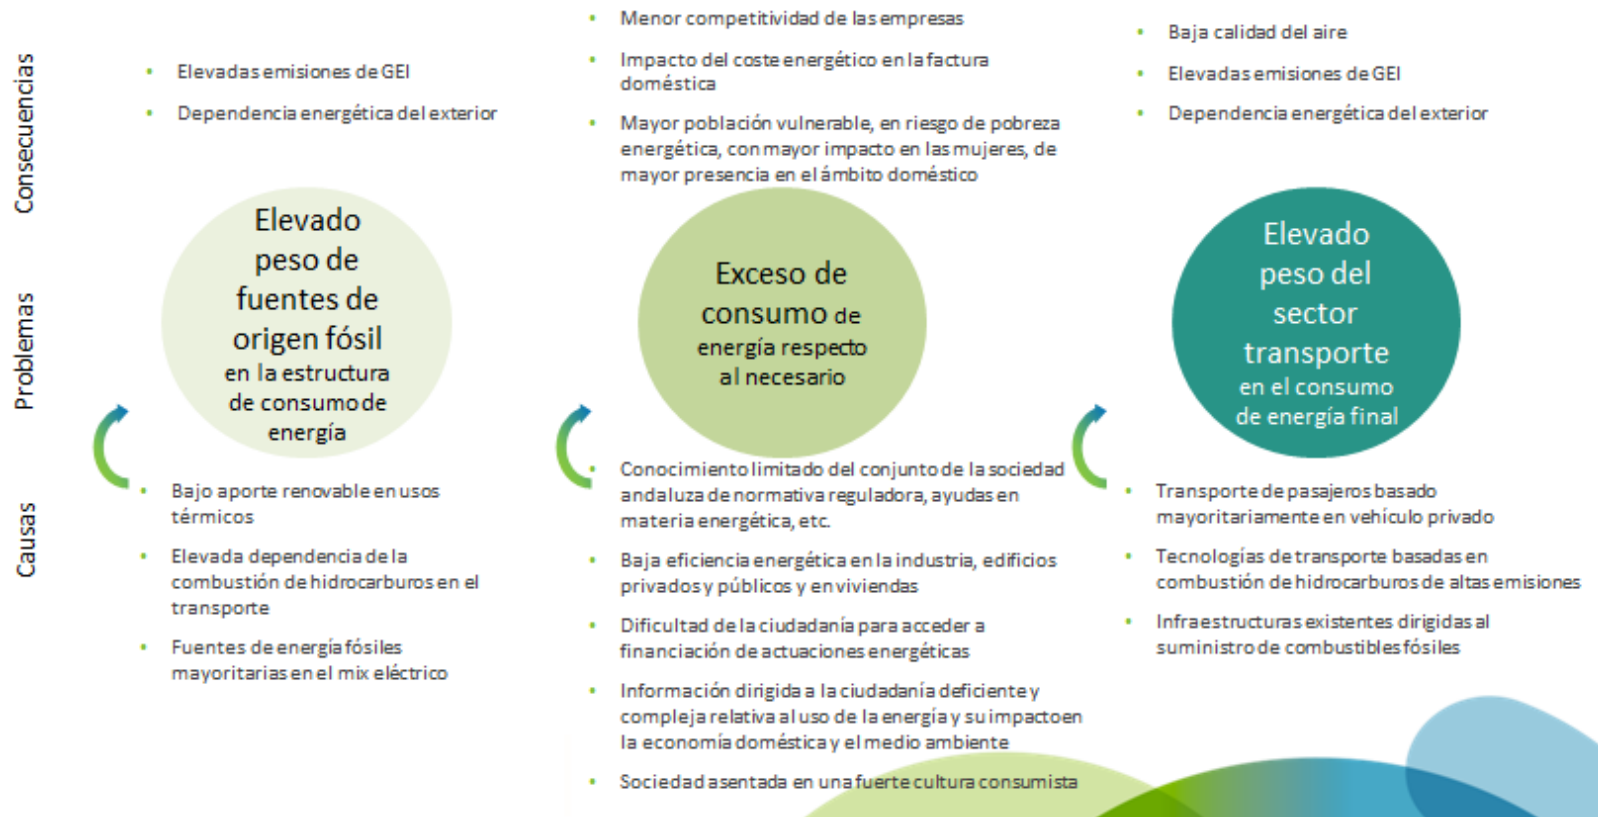 Consecuencias
• Elevadas emisiones de GEI
• Dependencia energética del exterior
• Menor competitividad de las empresas
• Impacto del coste energético en la factura
doméstica
• Mayor población vulnerable, en riesgo de pobreza
energética, con mayor impacto en las mujeres, de
mayor presencia en el ámbito doméstico
• Baja calidad del aire
• Elevadas emisiones de GEI
• Dependencia energética del exterior
Problemas
Elevado
peso de
fuentes de
origen fósil
en la estructura
de consumo de
energía
Exceso de
consumo de
energía respecto
al necesario
Elevado
peso del
sector
transporte
en el consumo
de energía final
Causas
• Bajo aporte renovable en usos
térmicos
• Elevada dependencia de la
combustión de hidrocarburos en el
transporte
• Fuentes de energía fósiles
mayoritarias en el mix eléctrico
• Conocimiento limitado del conjunto de la sociedad
andaluza de normativa reguladora, ayudas en
materia energética, etc.
• Baja eficiencia energética en la industria, edificios
privados y públicos y en viviendas
• Dificultad de la ciudadanía para acceder a
financiación de actuaciones energéticas
• Información dirigida a la ciudadanía deficiente y
compleja relativa al uso de la energía y su impacto en
la economía doméstica y el medio ambiente
• Sociedad asentada en una fuerte cultura consumista
• Transporte de pasajeros basado
mayoritariamente en vehículo privado
• Tecnologías de transporte basadas en
combustión de hidrocarburos de altas emisiones
• Infraestructuras existentes dirigidas al
suministro de combustibles fósiles